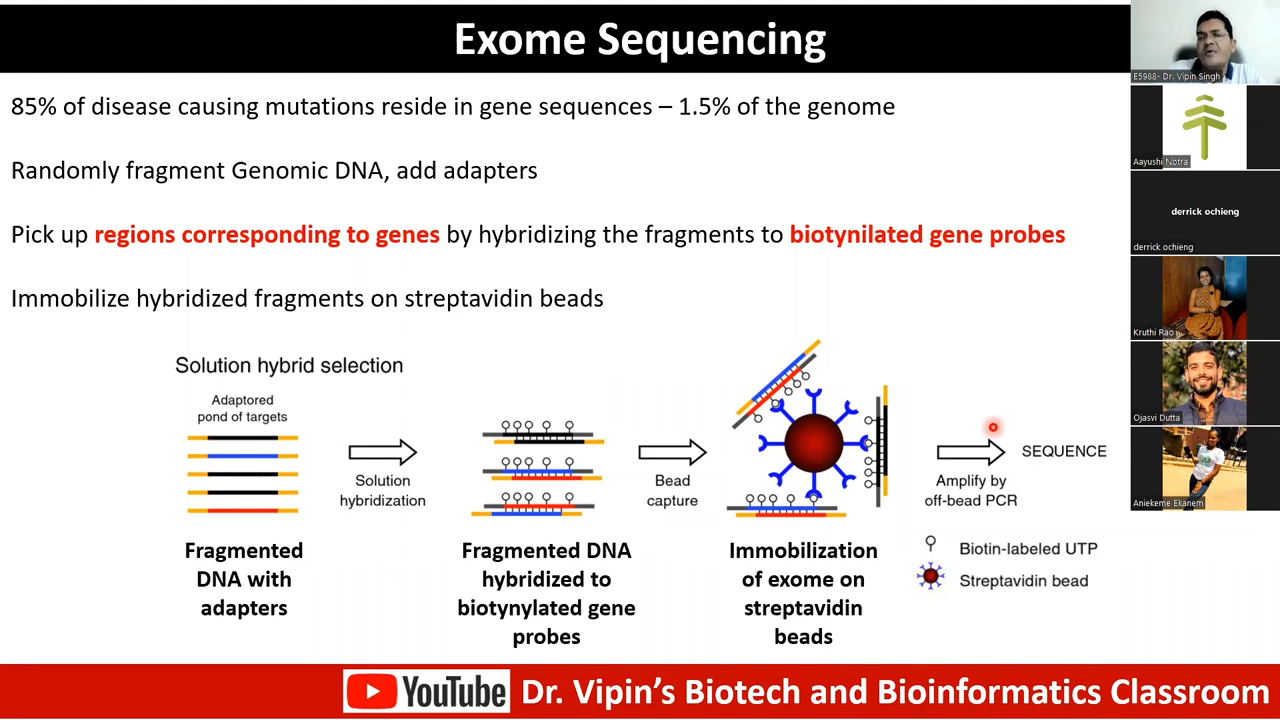 Exome Sequencing
85% of disease causing mutations reside in gene sequences – 1.5% of the genome
Randomly fragment Genomic DNA, add adapters
Pick up regions corresponding to genes by hybridizing the fragments to biotynilated gene probes
Immobilize hybridized fragments on streptavidin beads
Solution hybrid selection
Adaptored
pond of targets
Solution
hybridization
Bead
capture
Amplify by
off-bead PCR
SEQUENCE
Fragmented
DNA with
adapters
Fragmented DNA
hybridized to
biotynylated gene
probes
Immobilization
of exome on
streptavidin
beads
Biotin-labeled UTP
Streptavidin bead
YouTube
Dr. Vipin's Biotech and Bioinformatics Classroom
E5988- Dr. Vipin Singh
Aayushi Notra
derrick ochieng
derrick ochieng
Kruthi Rao
Ojasvi Dutta
Aniekeme Ekanem